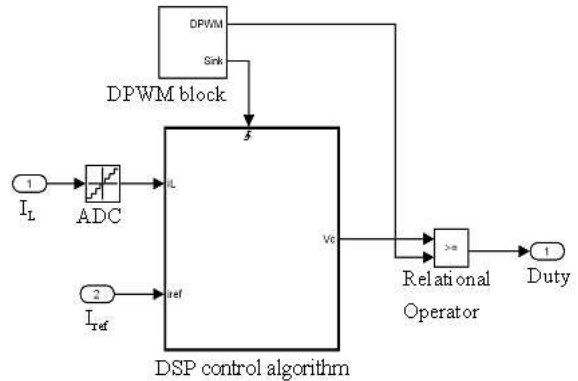 DPWM
Sink
DPWM block
1
I_L
ADC
iL
Vc
>=
1
Duty
Relational
Operator
2
I_ref
iref
DSP control algorithm